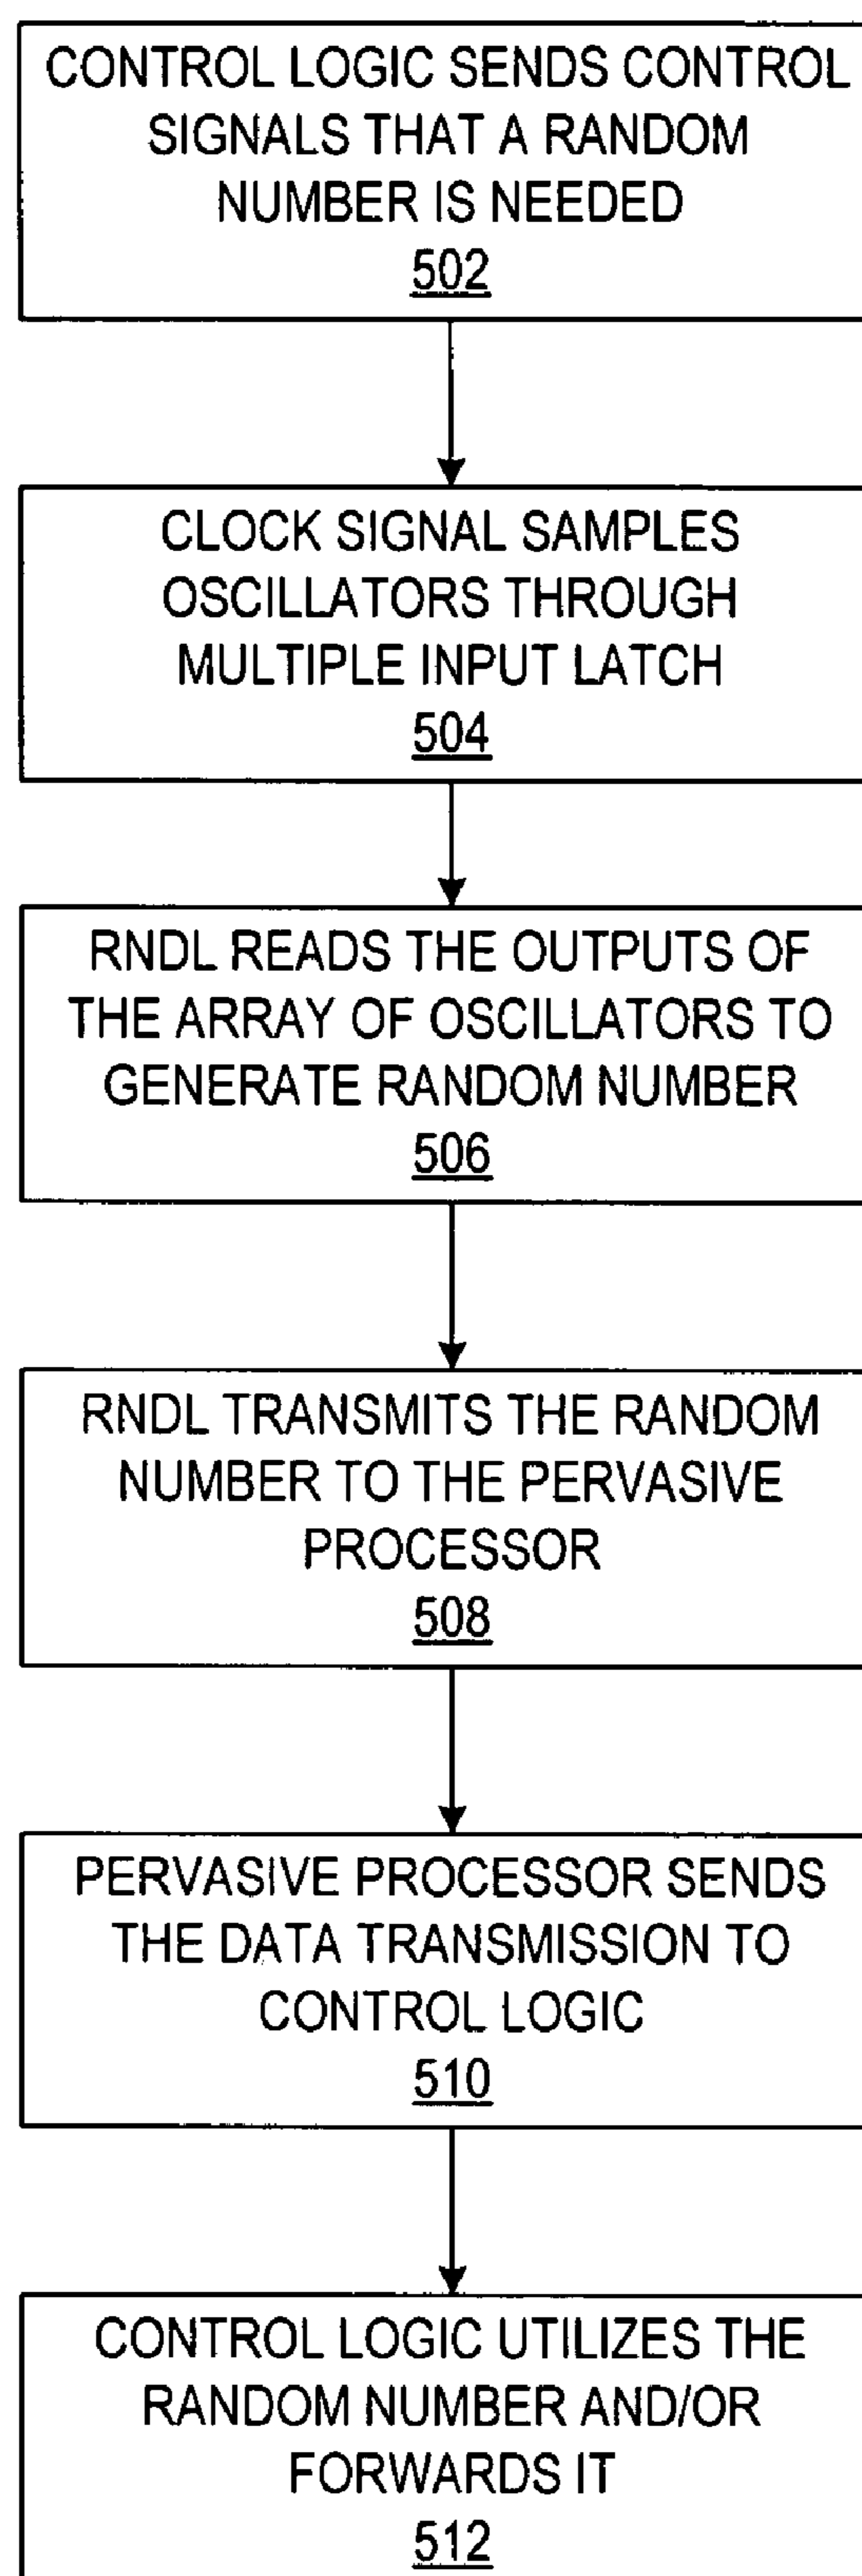 CONTROL LOGIC SENDS CONTROL
SIGNALS THAT A RANDOM
NUMBER IS NEEDED
502
CLOCK SIGNAL SAMPLES
OSCILLATORS THROUGH
MULTIPLE INPUT LATCH
504
RNDL READS THE OUTPUTS OF
THE ARRAY OF OSCILLATORS TO
GENERATE RANDOM NUMBER
506
RNDL TRANSMITS THE RANDOM
NUMBER TO THE PERVASIVE
PROCESSOR
508
PERVASIVE PROCESSOR SENDS
THE DATA TRANSMISSION TO
CONTROL LOGIC
510
CONTROL LOGIC UTILIZES THE
RANDOM NUMBER AND/OR
FORWARDS IT
512